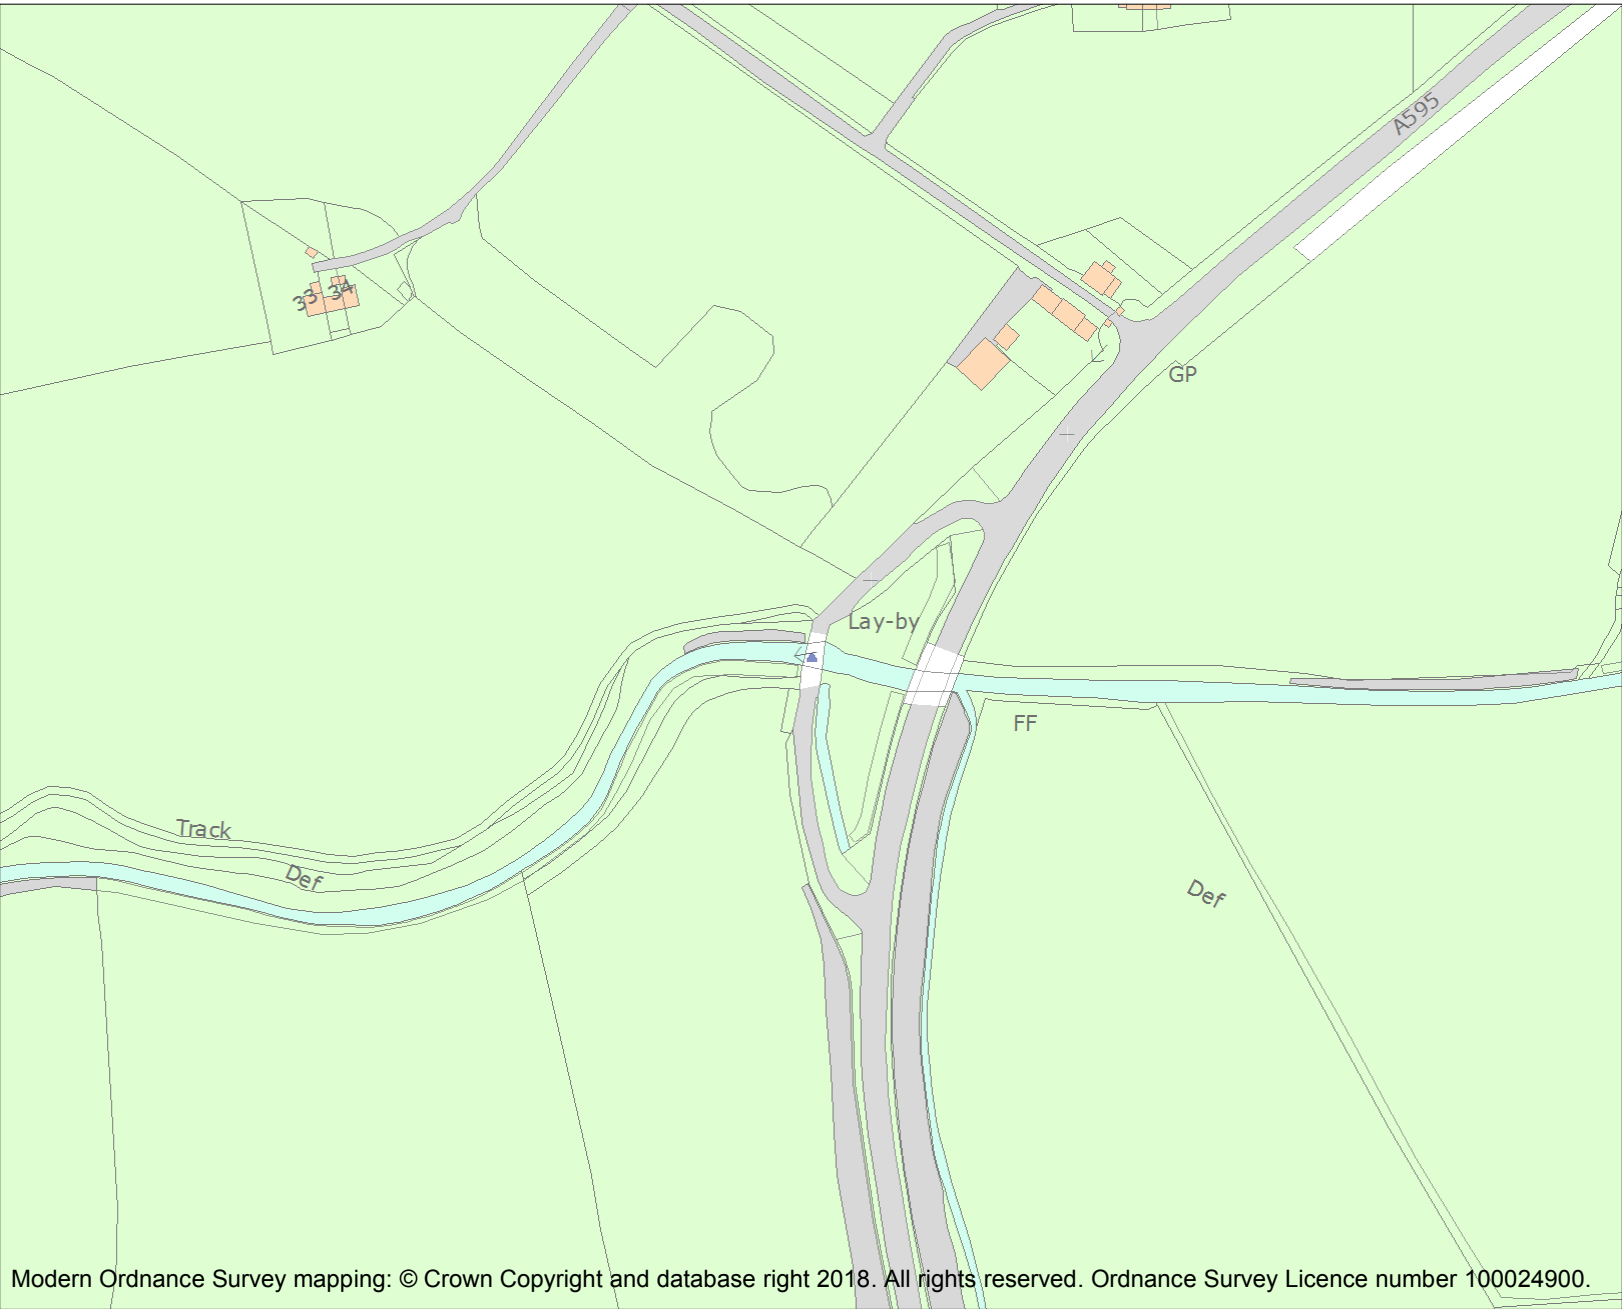 A595
33 34
GP
Lay-by
FF
Track
Def
Def
Modern Ordnance Survey mapping: © Crown Copyright and database right 2018. All rights reserved. Ordnance Survey Licence number 100024900.